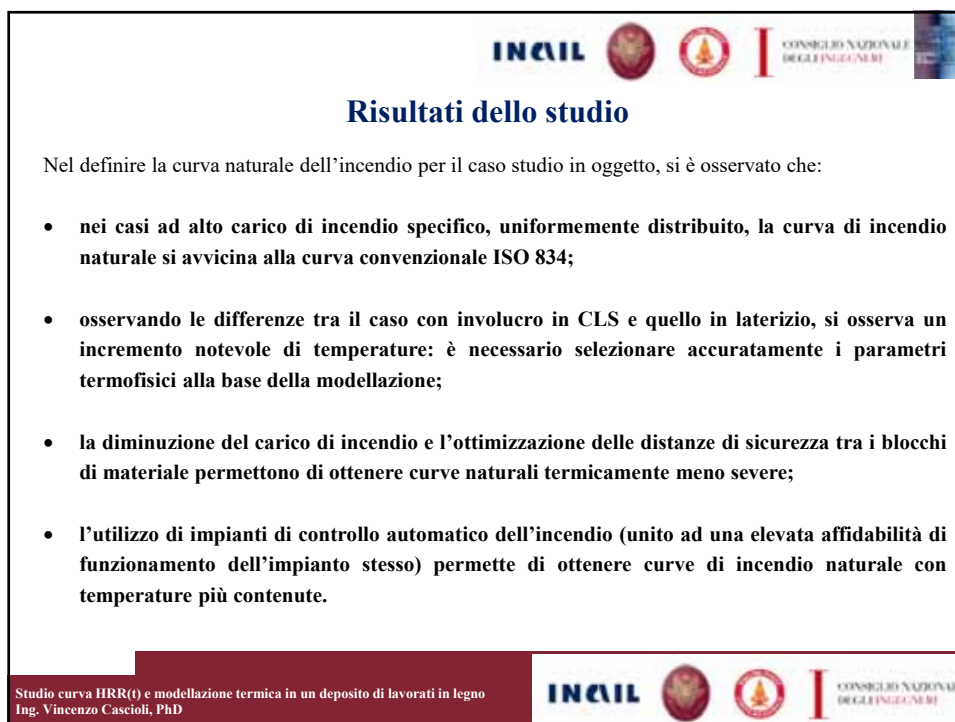 INAIL
CONSIGLIO NAZIONALE
DEGLI INGEGNERI
Risultati dello studio
Nel definire la curva naturale dell’incendio per il caso studio in oggetto, si è osservato che:
• nei casi ad alto carico di incendio specifico, uniformemente distribuito, la curva di incendio
naturale si avvicina alla curva convenzionale ISO 834;
• osservando le differenze tra il caso con involucro in CLS e quello in laterizio, si osserva un
incremento notevole di temperature: è necessario selezionare accuratamente i parametri
termofisici alla base della modellazione;
• la diminuzione del carico di incendio e l’ottimizzazione delle distanze di sicurezza tra i blocchi
di materiale permettono di ottenere curve naturali termicamente meno severe;
• l’utilizzo di impianti di controllo automatico dell’incendio (unito ad una elevata affidabilità di
funzionamento dell’impianto stesso) permette di ottenere curve di incendio naturale con
temperature più contenute.
Studio curva HRR(t) e modellazione termica in un deposito di lavorati in legno
Ing. Vincenzo Cascioli, PhD
INAIL
CONSIGLIO NAZIONA
DEGLI INGEGNERI